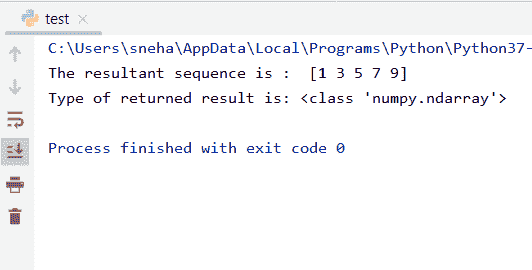 test
C:\Users\sneha\AppData\Local\Programs\Python\Python37-
The resultant sequence is :  [1 3 5 7 9]
Type of returned result is: <class 'numpy.ndarray'>
Process finished with exit code 0